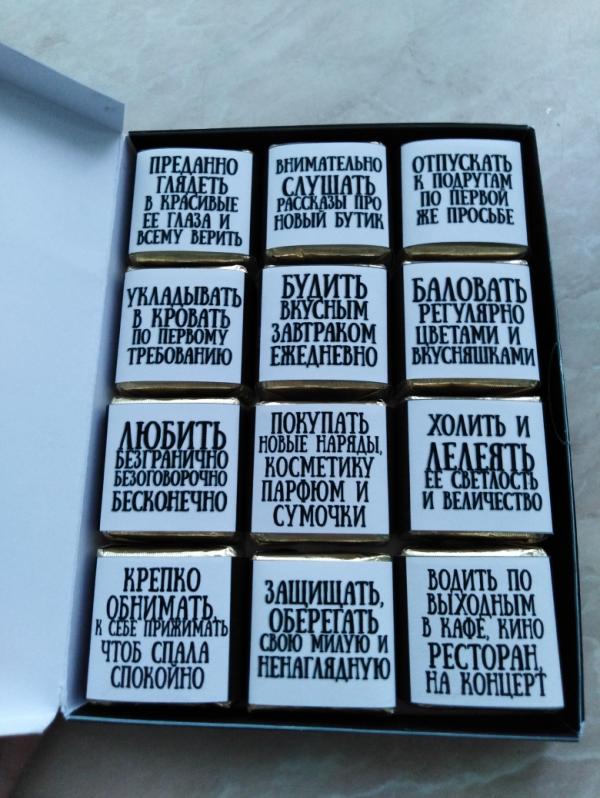 ПРЕДАННО
ГЛЯДЕТЬ
В КРАСИВЫЕ
ЕЕ ГЛАЗА И
ВСЕМУ ВЕРИТЬ
ВНИМАТЕЛЬНО
СЛУШАТЬ
РАССКАЗЫ ПРО
НОВЫЙ БУТИК
ОТПУСКАТЬ
К ПОДРУГАМ
ПО ПЕРВОЙ
ЖЕ ПРОСЬБЕ
УКЛАДЫВАТЬ
В КРОВАТЬ
ПО ПЕРВОМУ
ТРЕБОВАНИЮ
БУДИТЬ
ВКУСНЫМ
ЗАВТРАКОМ
ЕЖЕДНЕВНО
БАЛОВАТЬ
РЕГУЛЯРНО
ЦВЕТАМИ И
ВКУСНЯШКАМИ
ЛЮБИТЬ
БЕЗГРАНИЧНО
БЕЗОГОВОРОЧНО
БЕСКОНЕЧНО
ПОКУПАТЬ
НОВЫЕ НАРЯДЫ,
КОСМЕТИКУ
ПАРФЮМ И
СУМОЧКИ
ХОЛИТЬ И
ЛЕЛЕЯТЬ
ЕЕ СВЕТЛОСТЬ
И ВЕЛИЧЕСТВО
КРЕПКО
ОБНИМАТЬ,
К СЕБЕ ПРИЖИМАТЬ
ЧТОБ СПАЛА
СПОКОЙНО
ЗАЩИЩАТЬ,
ОБЕРЕГАТЬ
СВОЮ МИЛУЮ И
НЕНАГЛЯДНУЮ
ВОДИТЬ ПО
ВЫХОДНЫМ
В КАФЕ, КИНО
РЕСТОРАН,
НА КОНЦЕРТ